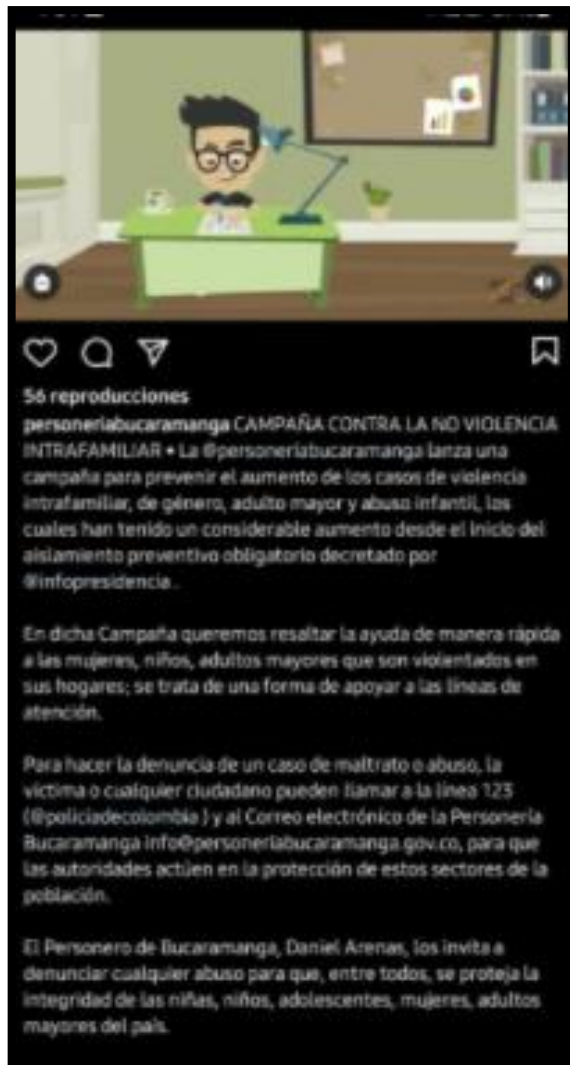 56 reproducciones
personeriabucaramanga CAMPAÑA CONTRA LA NO VIOLENCIA
INTRAFAMILIAR • La @personeriabucaramanga lanza una
campaña para prevenir el aumento de los casos de violencia
intrafamiliar, de género, adulto mayor y abuso infantil, los
cuales han tenido un considerable aumento desde el inicio del
aislamiento preventivo obligatorio decretado por
@infopresidencia .
En dicha Campaña queremos resaltar la ayuda de manera rápida
a las mujeres, niños, adultos mayores que son violentados en
sus hogares; se trata de una forma de apoyar a las líneas de
atención.
Para hacer la denuncia de un caso de maltrato o abuso, la
víctima o cualquier ciudadano pueden llamar a la línea 123
(@policiadecolombia ) y al Correo electrónico de la Personería
Bucaramanga info@personeriabucaramanga.gov.co, para que
las autoridades actúen en la protección de estos sectores de la
población.
El Personero de Bucaramanga, Daniel Arenas, los invita a
denunciar cualquier abuso para que, entre todos, se proteja la
integridad de las niñas, niños, adolescentes, mujeres, adultos
mayores del país.